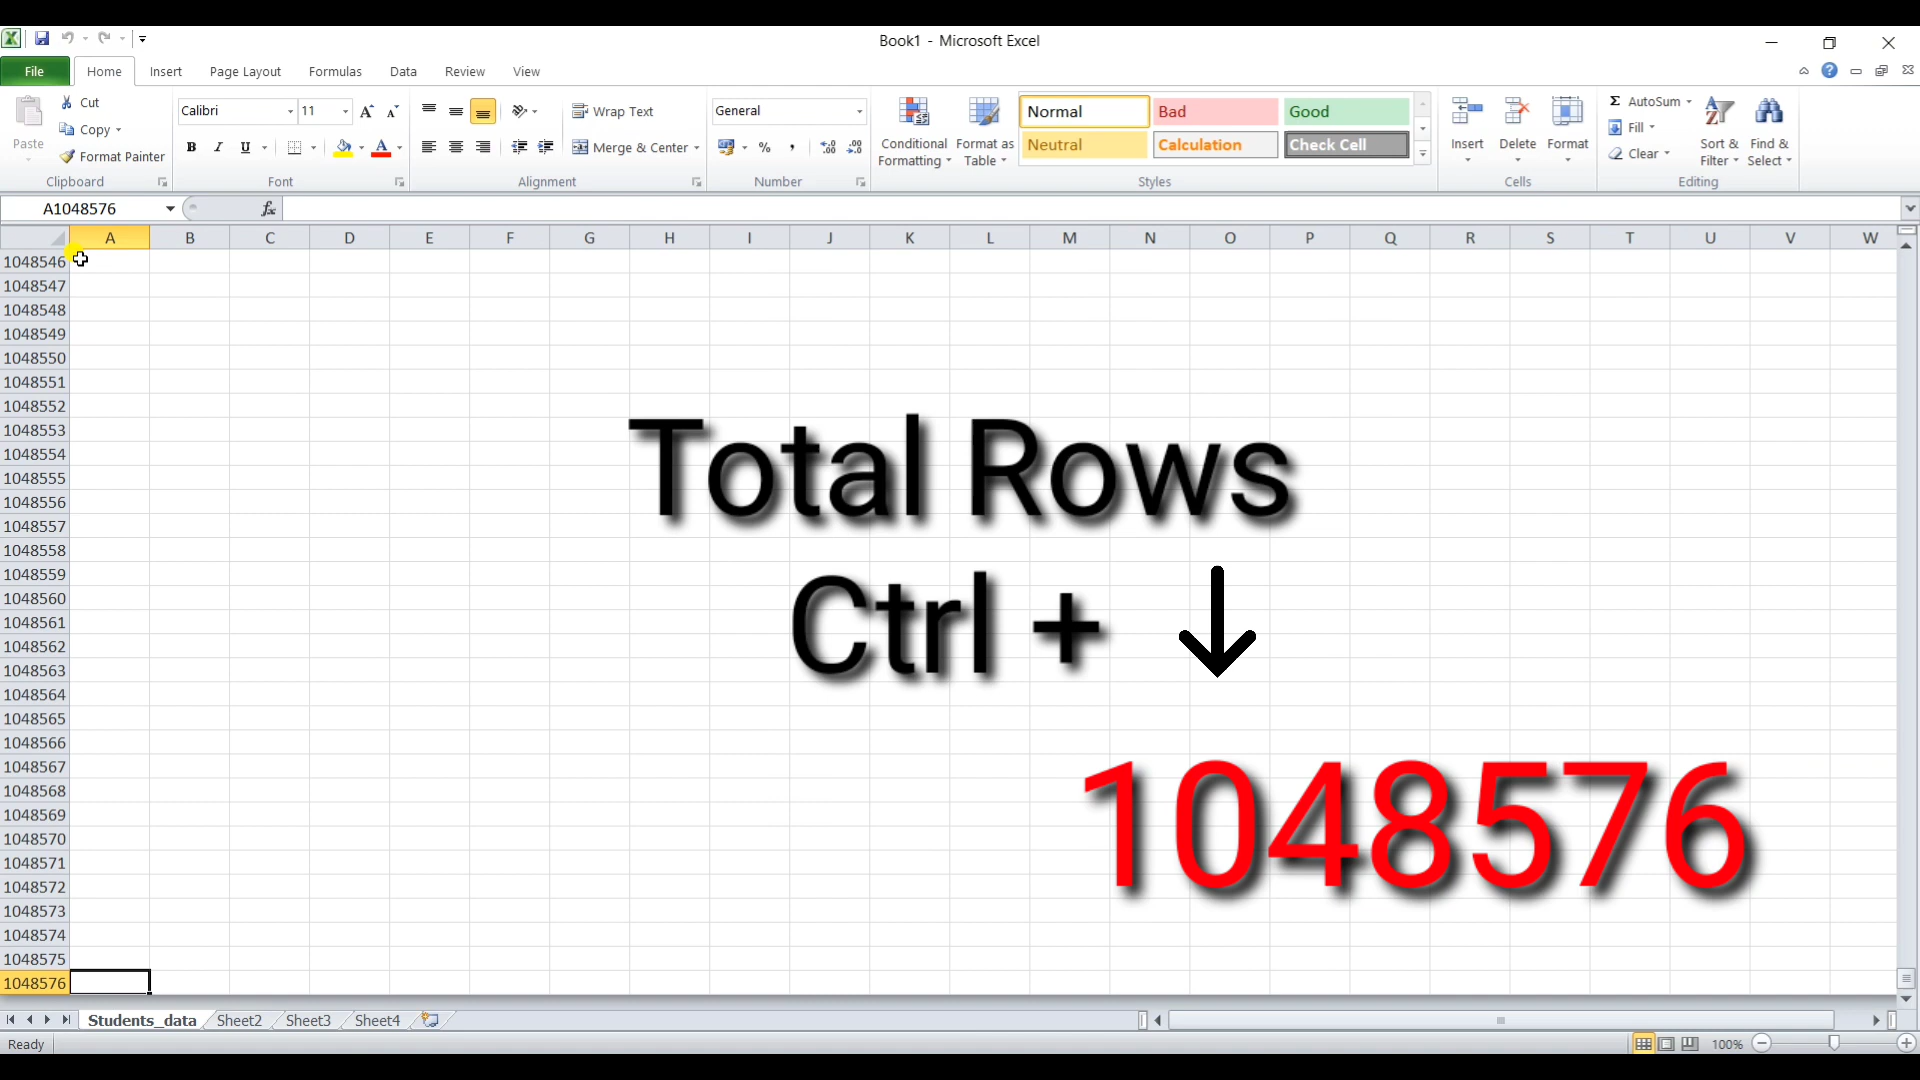 Book1 - Microsoft Excel
File Home Insert Page Layout Formulas Data Review View
Paste
Cut
Copy
Format Painter
Clipboard
Calibri 11
B I U
Font
Wrap Text
Merge & Center
Alignment
General
% ,
Number
Conditional Formatting
Format as Table
Normal Bad Good
Neutral Calculation Check Cell
Styles
Insert Delete Format
Cells
Σ AutoSum
Fill
Clear
Sort & Filter
Find & Select
Editing
A1048576 fx
A B C D E F G H I J K L M N O P Q R S T U V W
1048546
1048547
1048548
1048549
1048550
1048551
1048552
1048553
1048554
1048555
1048556
1048557
1048558
1048559
1048560
1048561
1048562
1048563
1048564
1048565
1048566
1048567
1048568
1048569
1048570
1048571
1048572
1048573
1048574
1048575
1048576
Total Rows
Ctrl + ↓
1048576
Students_data Sheet2 Sheet3 Sheet4
Ready 100%